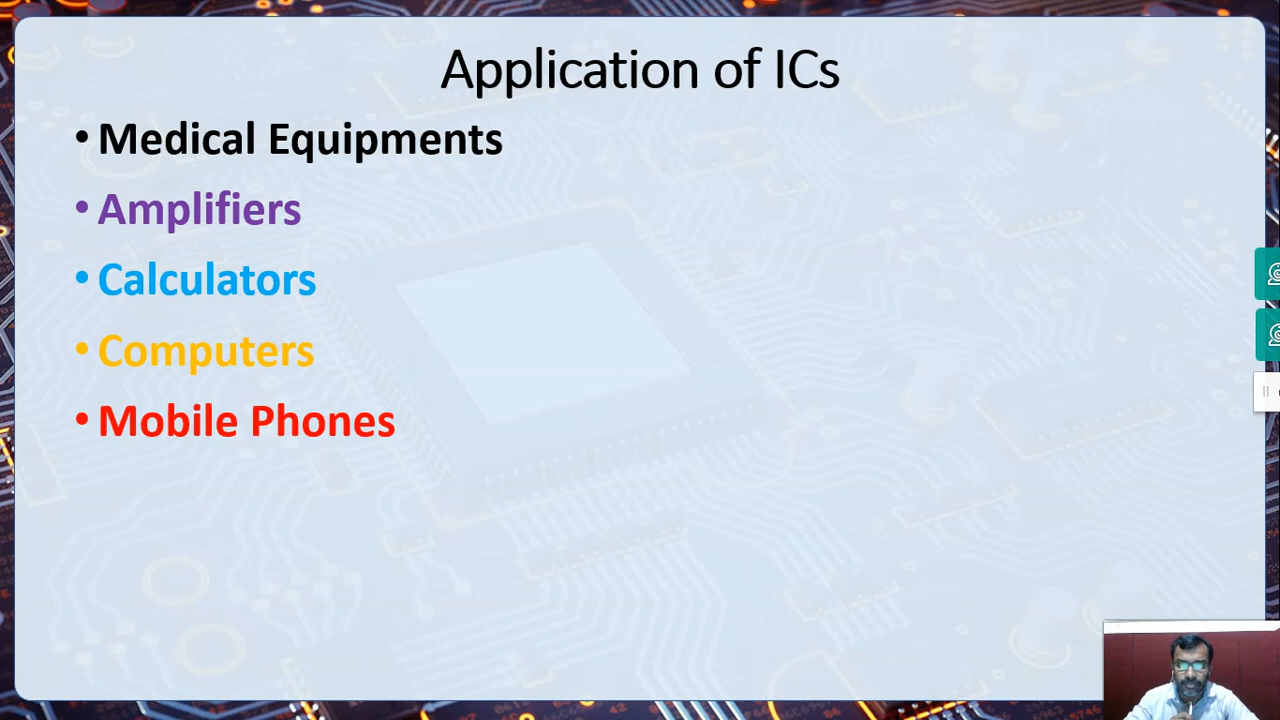 Application of ICs
• Medical Equipments
• Amplifiers
• Calculators
• Computers
• Mobile Phones